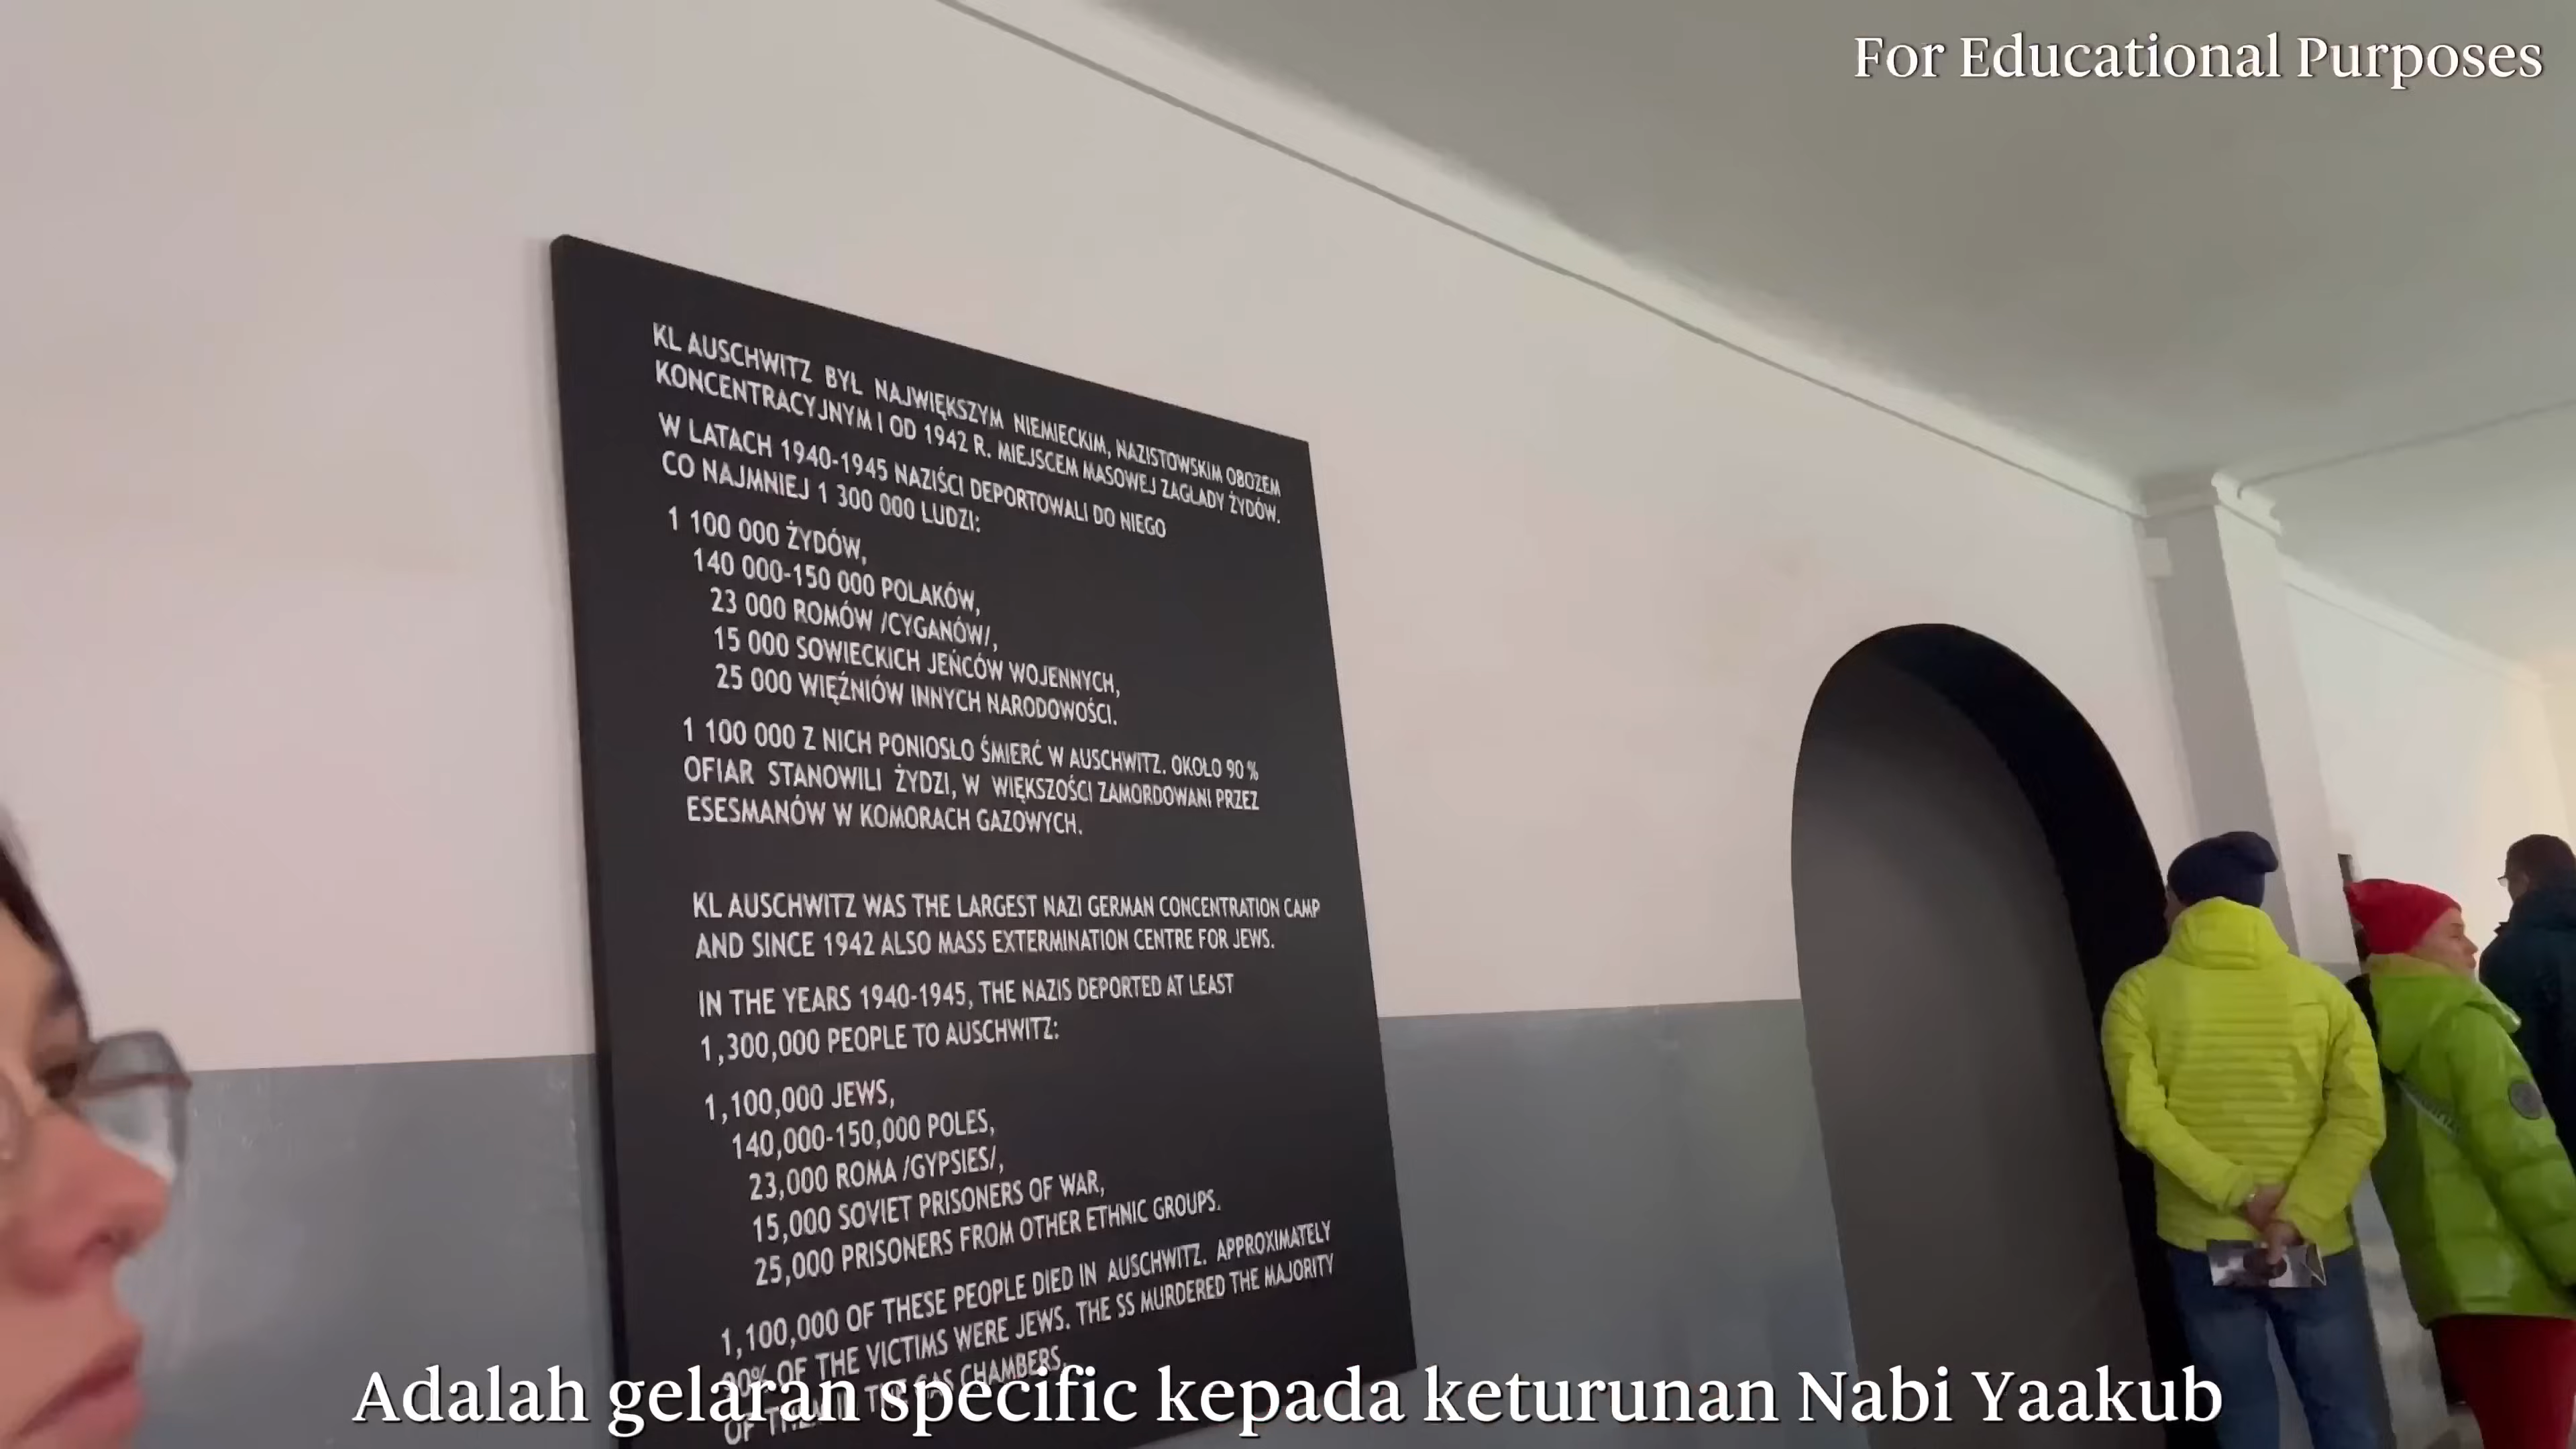 For Educational Purposes
KL AUSCHWITZ BYŁ NAJWIĘKSZYM NIEMIECKIM, NAZISTOWSKIM OBOZEM
KONCENTRACYJNYM I OD 1942 R. MIEJSCEM MASOWEJ ZAGŁADY ŻYDÓW.
W LATACH 1940-1945 NAZIŚCI DEPORTOWALI DO NIEGO
CO NAJMNIEJ 1 300 000 LUDZI:
1 100 000 ŻYDÓW,
140 000-150 000 POLAKÓW,
23 000 ROMÓW /CYGANÓW/,
15 000 SOWIECKICH JEŃCÓW WOJENNYCH,
25 000 WIĘŹNIÓW INNYCH NARODOWOŚCI.
1 100 000 Z NICH PONIOSŁO ŚMIERĆ W AUSCHWITZ. OKOŁO 90 %
OFIAR STANOWILI ŻYDZI, W WIĘKSZOŚCI ZAMORDOWANI PRZEZ
ESESMANÓW W KOMORACH GAZOWYCH.
KL AUSCHWITZ WAS THE LARGEST NAZI GERMAN CONCENTRATION CAMP
AND SINCE 1942 ALSO MASS EXTERMINATION CENTRE FOR JEWS.
IN THE YEARS 1940-1945, THE NAZIS DEPORTED AT LEAST
1,300,000 PEOPLE TO AUSCHWITZ:
1,100,000 JEWS,
140,000-150,000 POLES,
23,000 ROMA /GYPSIES/,
15,000 SOVIET PRISONERS OF WAR,
25,000 PRISONERS FROM OTHER ETHNIC GROUPS.
1,100,000 OF THESE PEOPLE DIED IN AUSCHWITZ. APPROXIMATELY
90% OF THE VICTIMS WERE JEWS. THE SS MURDERED THE MAJORITY
OF THEM IN THE GAS CHAMBERS.
Adalah gelaran specific kepada keturunan Nabi Yaakub